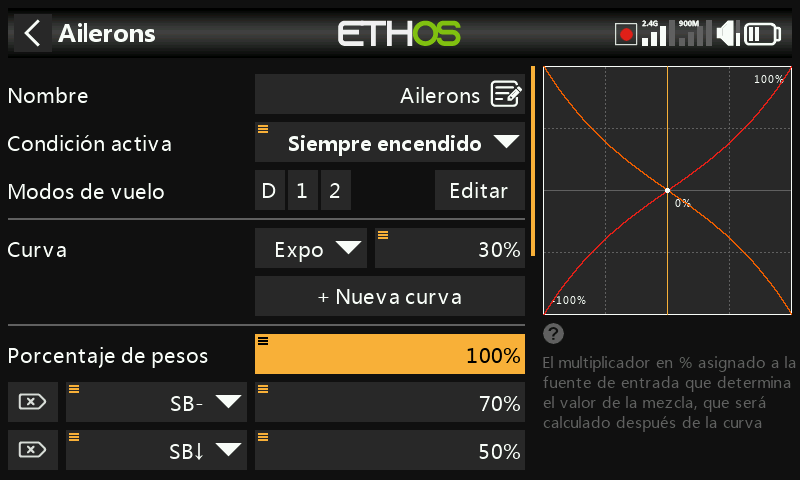 Ailerons
ETHOS
2.4G
900M
Nombre
Ailerons
Condición activa
Siempre encendido
Modos de vuelo
D 1 2
Editar
Curva
Expo
30%
+ Nueva curva
Porcentaje de pesos
100%
SB-
70%
SB↓
50%
100%
0%
-100%
?
El multiplicador en % asignado a la
fuente de entrada que determina
el valor de la mezcla, que será
calculado después de la curva